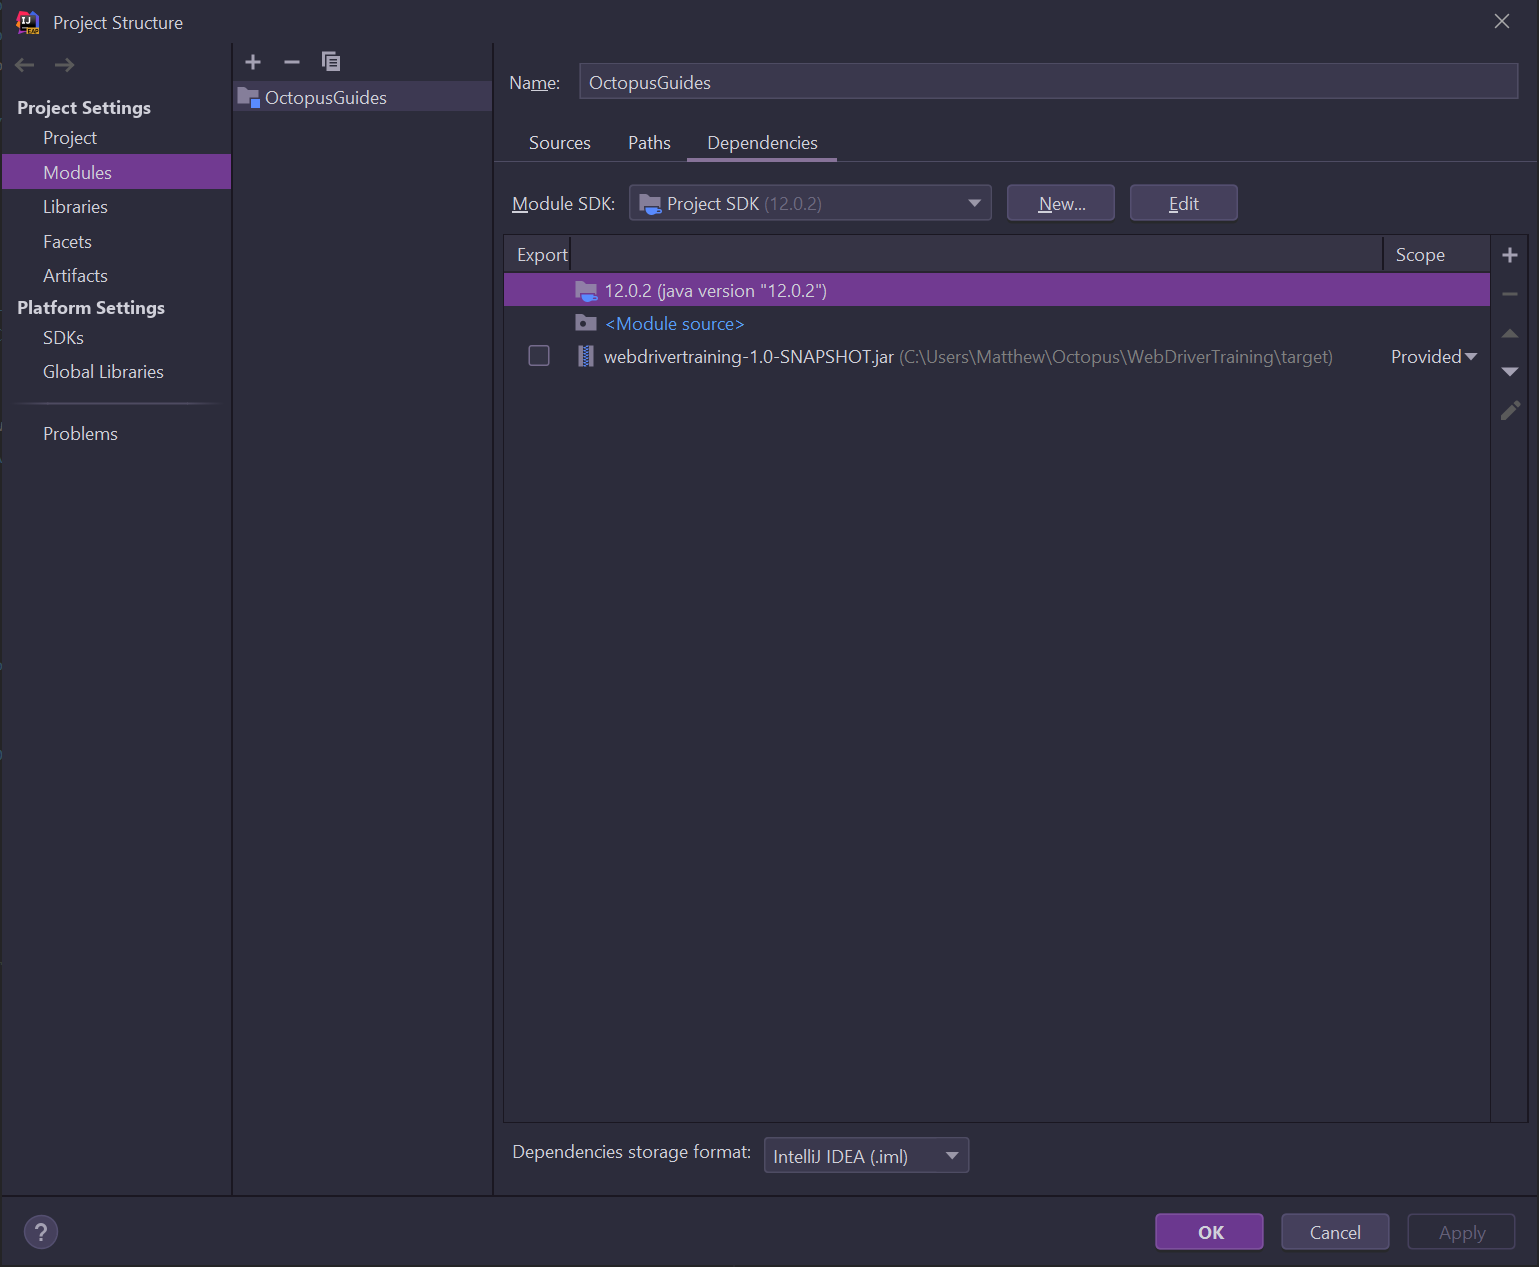 Project Structure
Project Settings
Project
Modules
Libraries
Facets
Artifacts
Platform Settings
SDKs
Global Libraries
Problems
OctopusGuides
Name: OctopusGuides
Sources Paths Dependencies
Module SDK: Project SDK (12.0.2) New... Edit
Export Scope
12.0.2 (java version "12.0.2")
<Module source>
webdrivertraining-1.0-SNAPSHOT.jar (C:\Users\Matthew\Octopus\WebDriverTraining\target) Provided
Dependencies storage format: IntelliJ IDEA (.iml)
? OK Cancel Apply